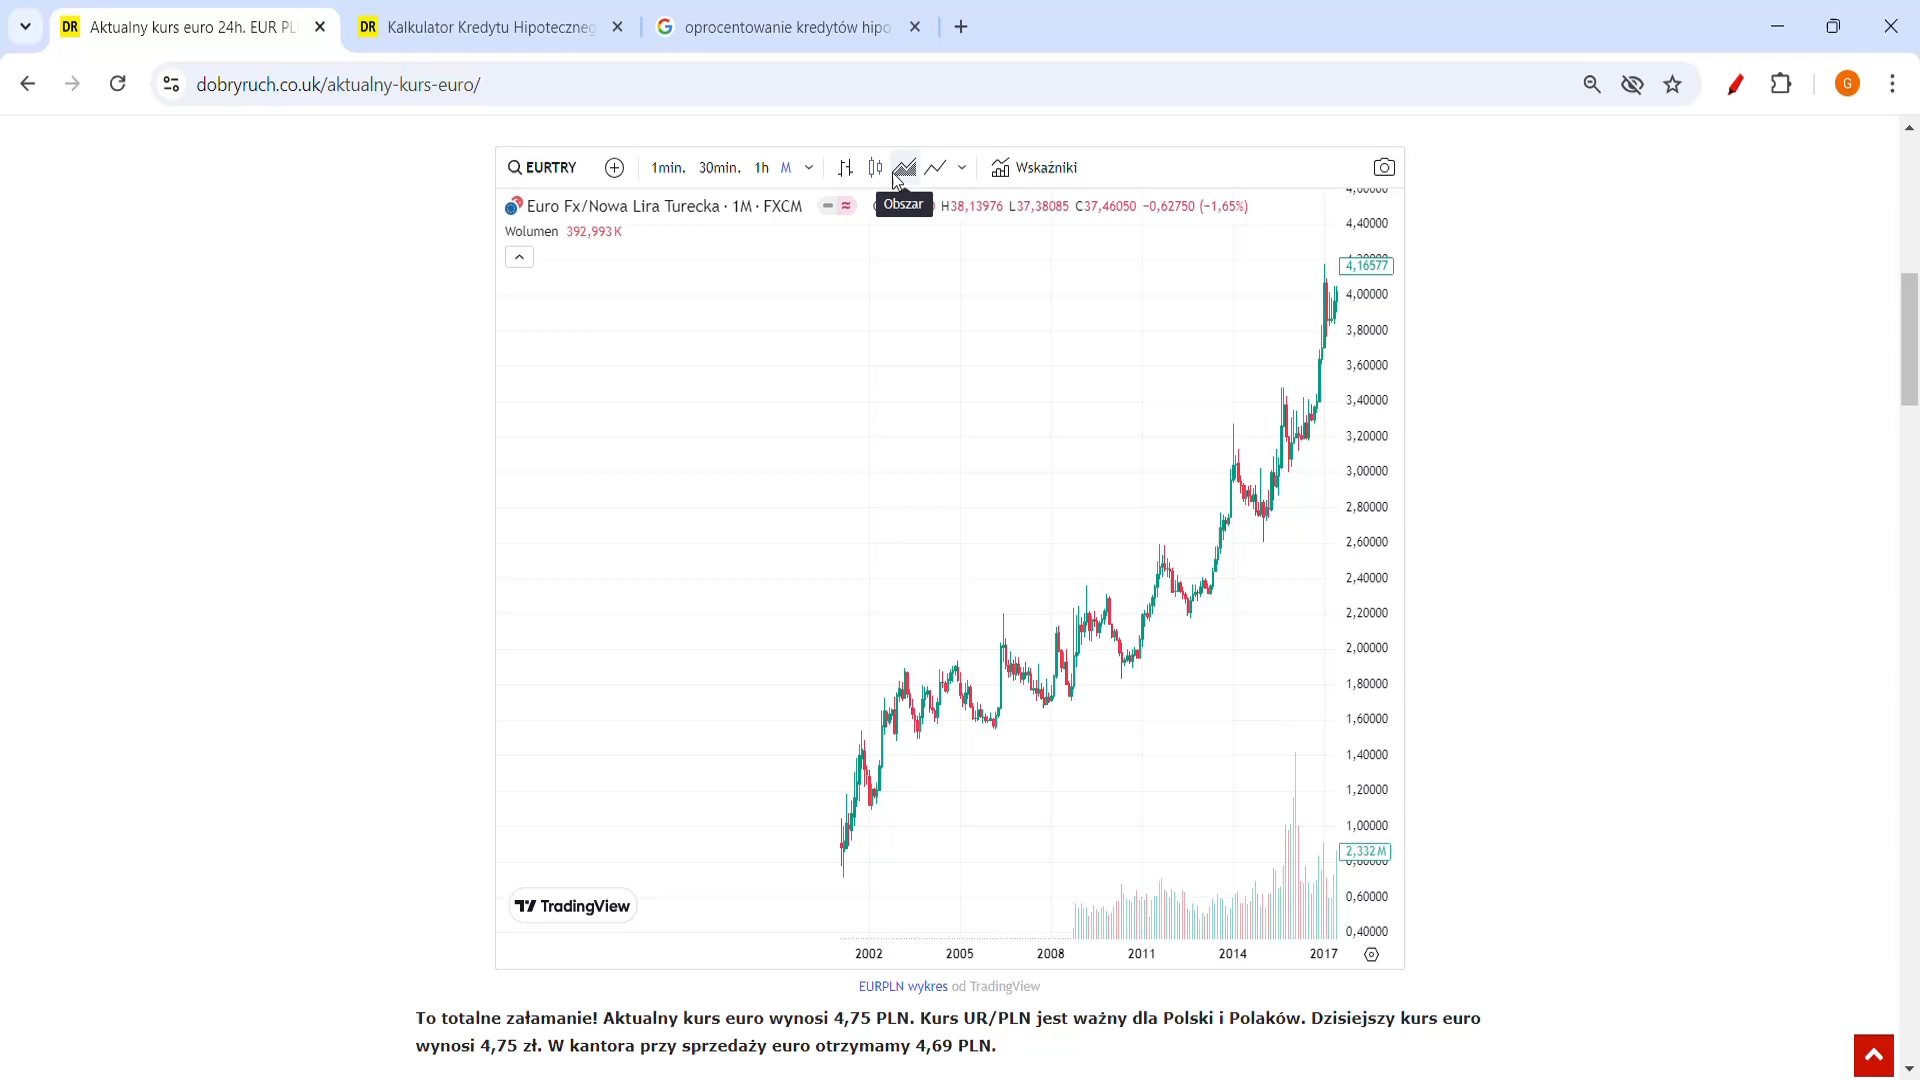 DR Aktualny kurs euro 24h. EUR PL
DR Kalkulator Kredytu Hipoteczneg
oprocentowanie kredytów hipo
dobryruch.co.uk/aktualny-kurs-euro/
G
EURTRY 1min. 30min. 1h M Wskaźniki
Euro Fx/Nowa Lira Turecka · 1M · FXCM H38,13976 L37,38085 C37,46050 −0,62750 (−1,65%)
Obszar
Wolumen 392,993K
4,40000
4,16577
4,00000
3,80000
3,60000
3,40000
3,20000
3,00000
2,80000
2,60000
2,40000
2,20000
2,00000
1,80000
1,60000
1,40000
1,20000
1,00000
2,332M
0,60000
0,40000
TradingView
2002 2005 2008 2011 2014 2017
EURPLN wykres od TradingView
To totalne załamanie! Aktualny kurs euro wynosi 4,75 PLN. Kurs UR/PLN jest ważny dla Polski i Polaków. Dzisiejszy kurs euro
wynosi 4,75 zł. W kantora przy sprzedaży euro otrzymamy 4,69 PLN.